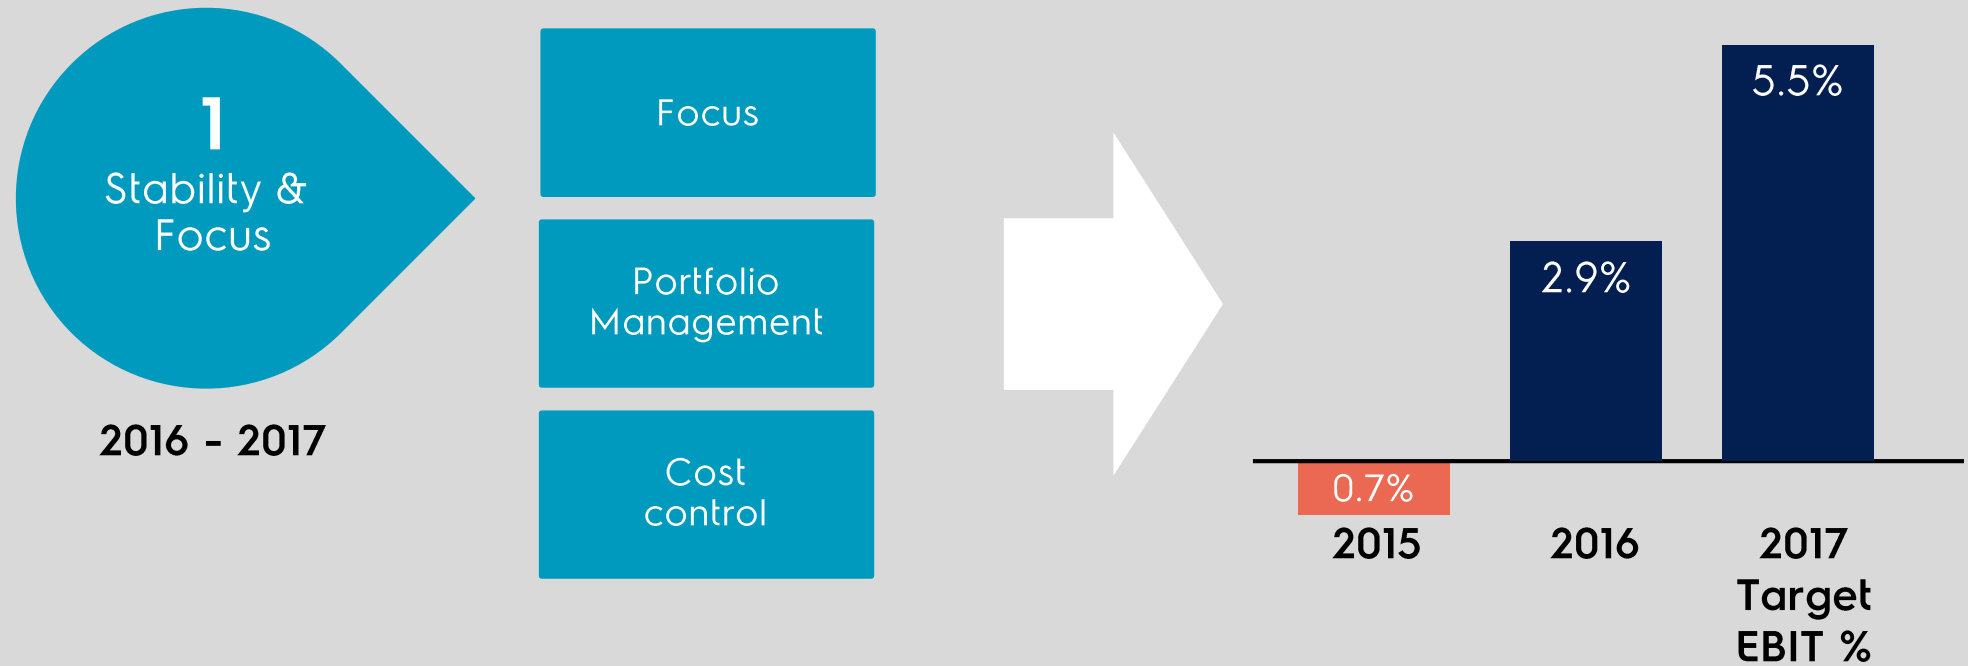 1
Stability &
Focus
2016 - 2017
Focus
Portfolio
Management
Cost
control
5.5%
2.9%
0.7%
2015
2016
2017
Target
EBIT %